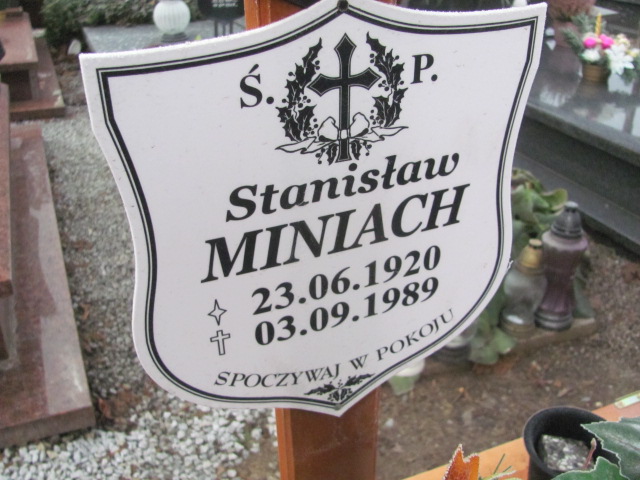 Ś. P.
Stanisław
MINIACH
23.06.1920
03.09.1989
SPOCZYWAJ W POKOJU